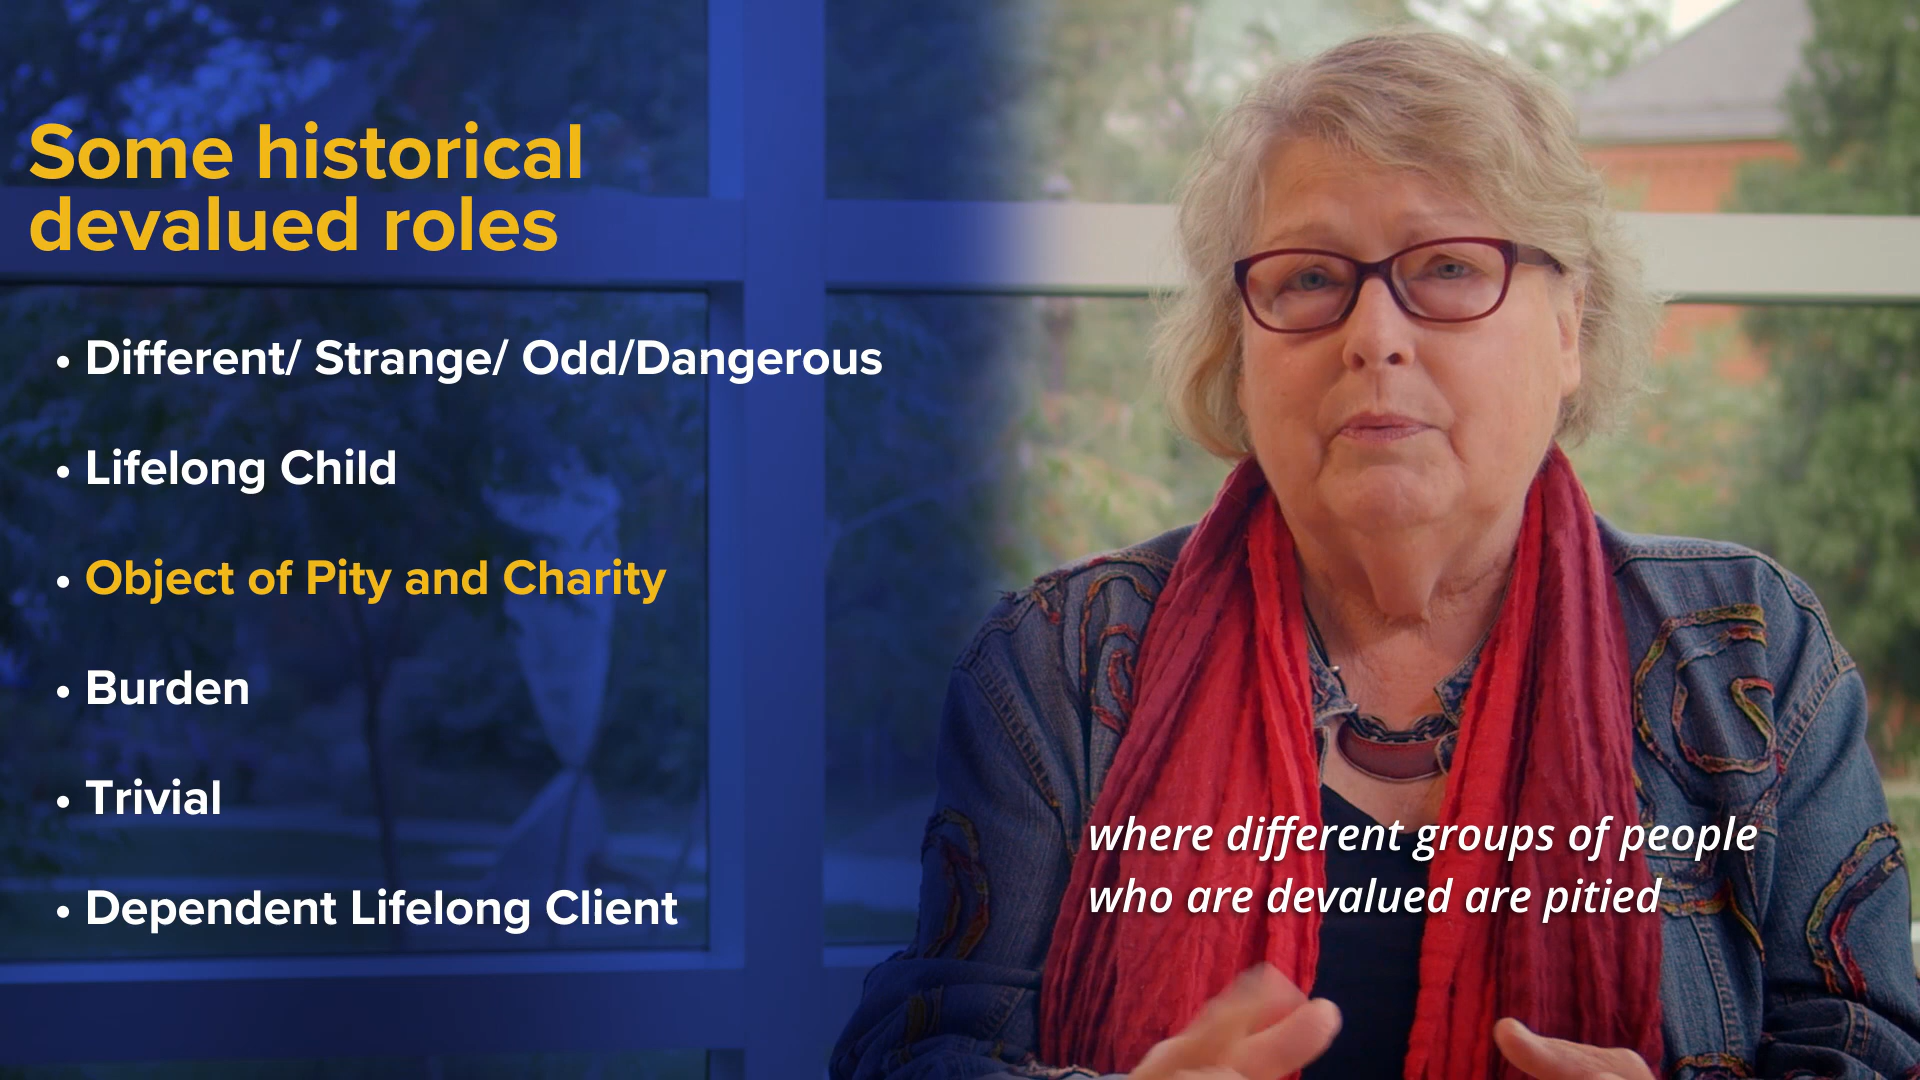 Some historical
devalued roles
• Different/ Strange/ Odd/Dangerous
• Lifelong Child
• Object of Pity and Charity
• Burden
• Trivial
• Dependent Lifelong Client
where different groups of people
who are devalued are pitied